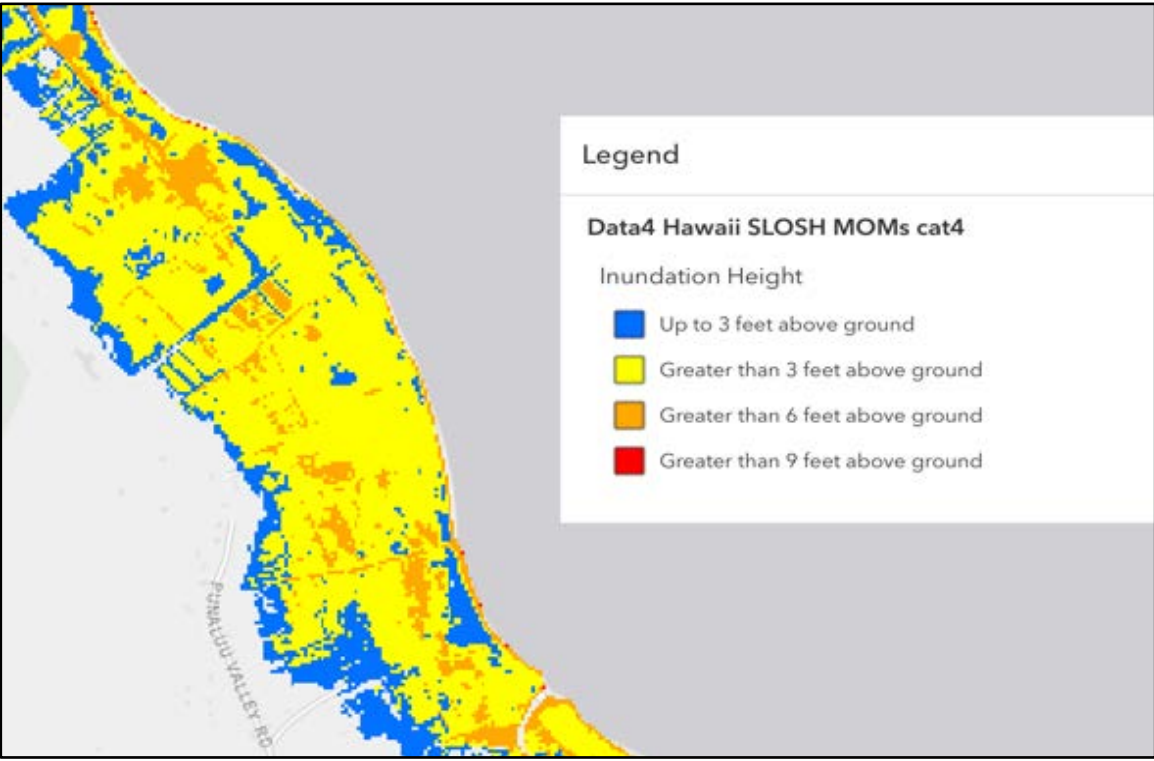 Legend
Data4 Hawaii SLOSH MOMs cat4
Inundation Height
Up to 3 feet above ground
Greater than 3 feet above ground
Greater than 6 feet above ground
Greater than 9 feet above ground
PUNALUU VALLEY RD